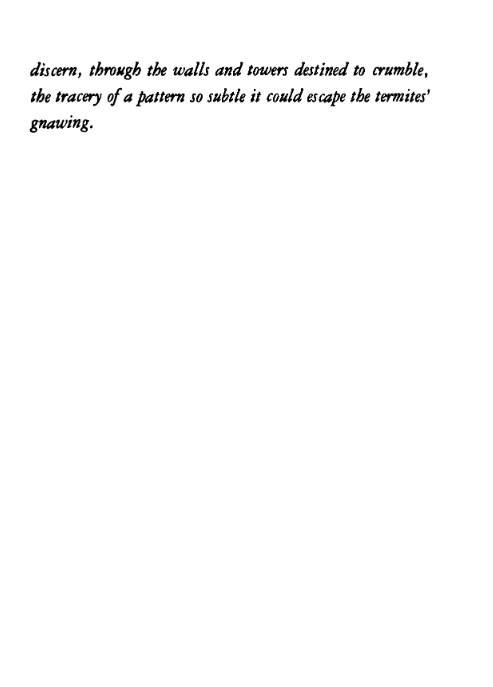 discern, through the walls and towers destined to crumble,
the tracery of a pattern so subtle it could escape the termites'
gnawing.